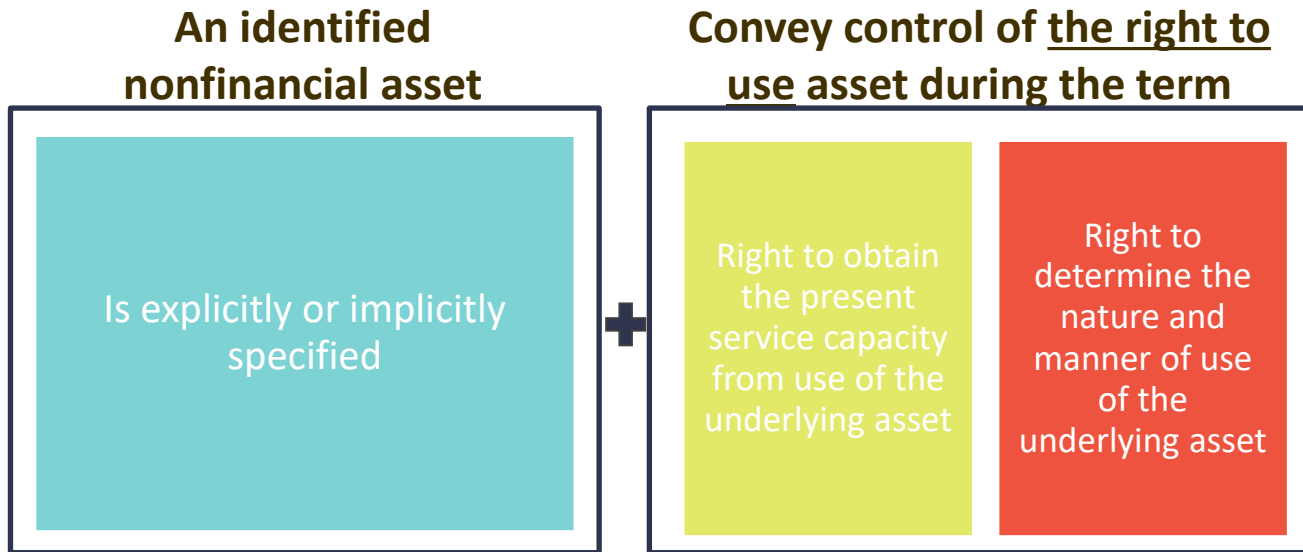 An identified
nonfinancial asset
Convey control of the right to
use asset during the term
Is explicitly or implicitly
specified
Right to obtain
the present
service capacity
from use of the
underlying asset
Right to
determine the
nature and
manner of use
of the
underlying asset